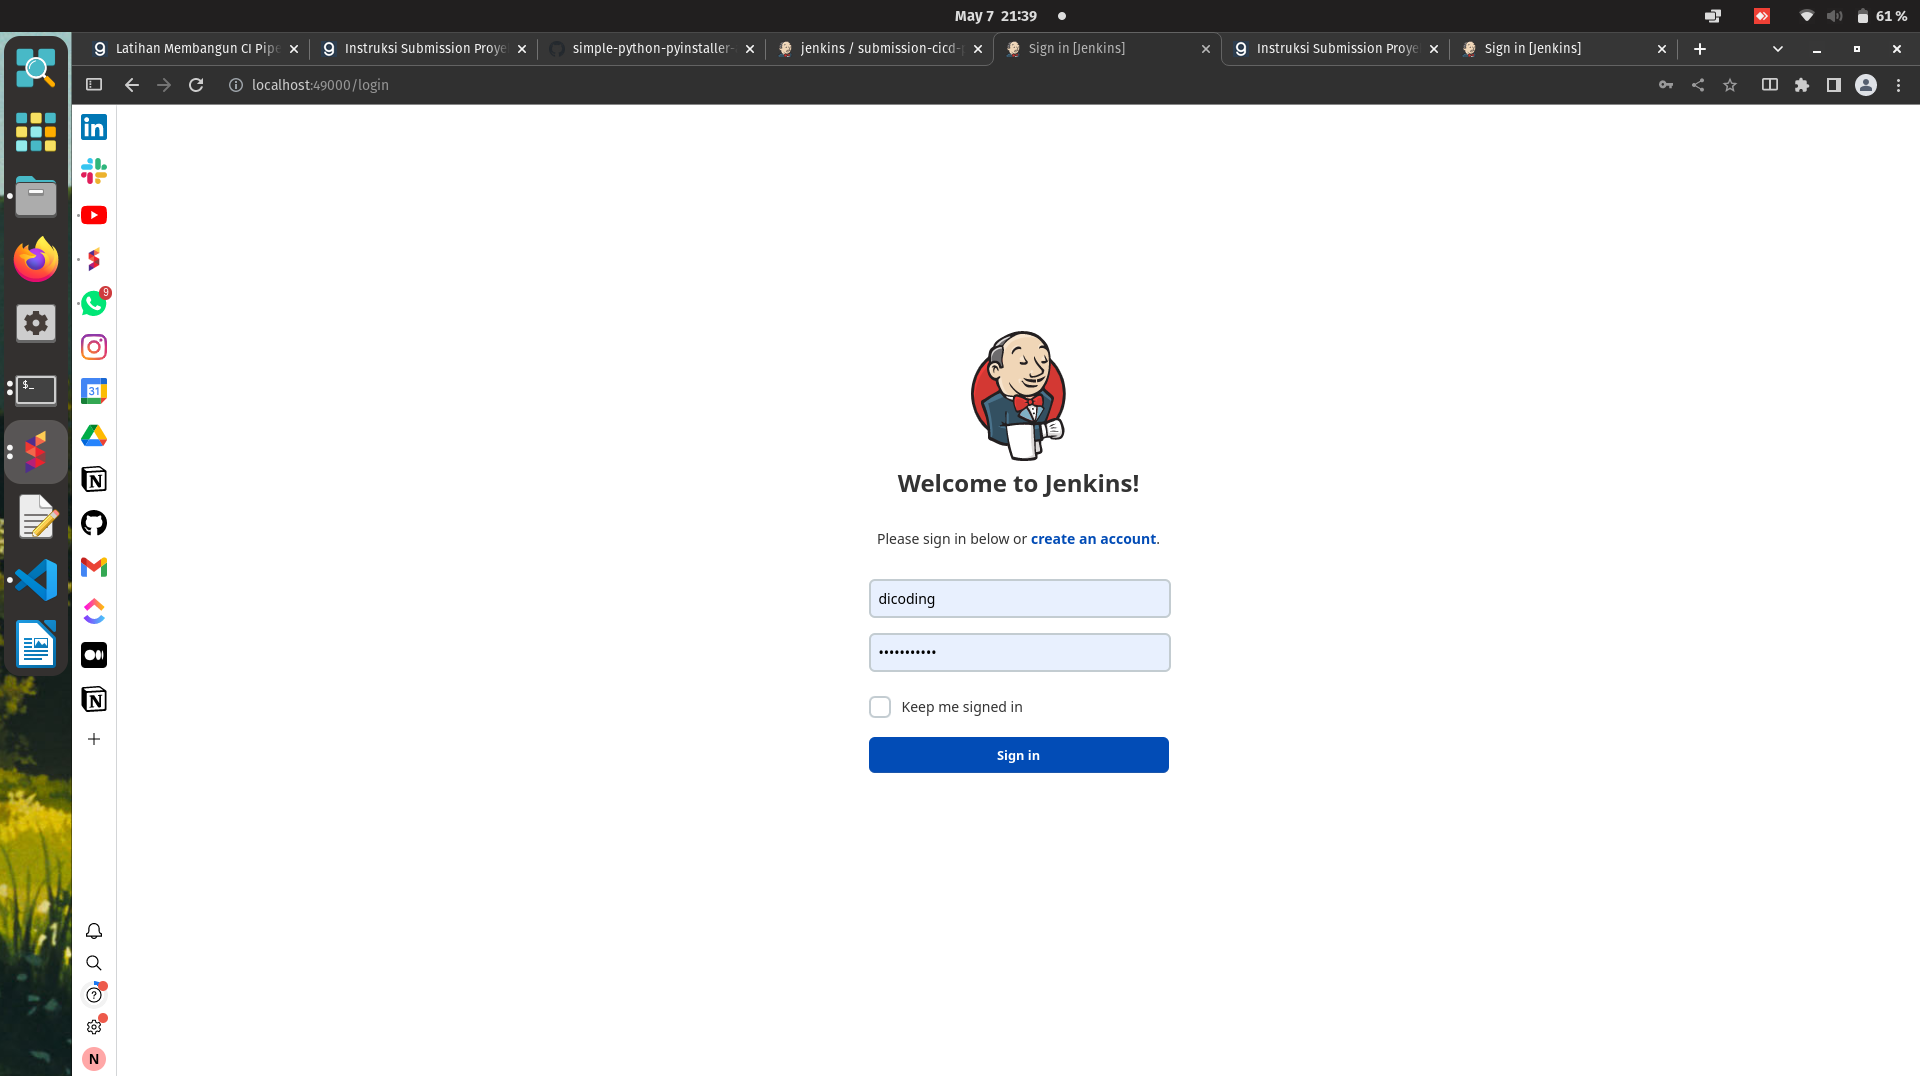 May 7 21:39
61 %
Latihan Membangun CI Pipe
Instruksi Submission Proye
simple-python-pyinstaller-
jenkins / submission-cicd-
Sign in [Jenkins]
Instruksi Submission Proye
Sign in [Jenkins]
localhost:49000/login
9
31
$_
N
Welcome to Jenkins!
Please sign in below or create an account.
dicoding
•••••••••••
Keep me signed in
Sign in